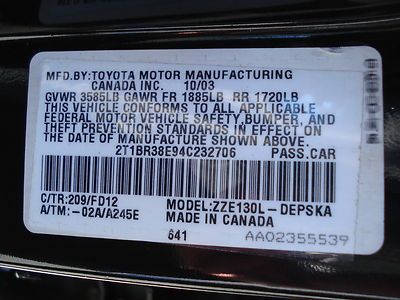 MFD.BY:TOYOTA MOTOR MANUFACTURING
CANADA INC. 10/03
GVWR 3585LB GAWR FR 1885LB RR 1720LB
THIS VEHICLE CONFORMS TO ALL APPLICABLE
FEDERAL MOTOR VEHICLE SAFETY,BUMPER, AND
THEFT PREVENTION STANDARDS IN EFFECT ON
THE DATE OF MANUFACTURE SHOWN ABOVE.
2T1BR38E94C232706 PASS.CAR
C/TR:209/FD12 MODEL:ZZE130L-DEPSKA
A/TM:-02A/A245E MADE IN CANADA
641 AA02355539